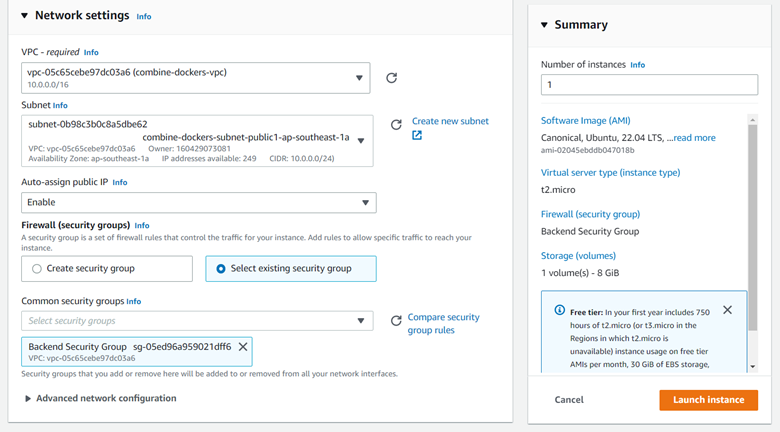 Network settings Info
VPC - required Info
vpc-05c65cebe97dc03a6 (combine-dockers-vpc)
10.0.0.0/16
Subnet Info
subnet-0b98c3b0c8a5dbe62
combine-dockers-subnet-public1-ap-southeast-1a
VPC: vpc-05c65cebe97dc03a6 Owner: 160429073081
Availability Zone: ap-southeast-1a IP addresses available: 249 CIDR: 10.0.0.0/24)
Create new subnet
Auto-assign public IP Info
Enable
Firewall (security groups) Info
A security group is a set of firewall rules that control the traffic for your instance. Add rules to allow specific traffic to reach your
instance.
Create security group
Select existing security group
Common security groups Info
Select security groups
Compare security
group rules
Backend Security Group sg-05ed96a959021dff6
VPC: vpc-05c65cebe97dc03a6
Security groups that you add or remove here will be added to or removed from all your network interfaces.
Advanced network configuration
Summary
Number of instances Info
1
Software Image (AMI)
Canonical, Ubuntu, 22.04 LTS, ...read more
ami-02045ebddb047018b
Virtual server type (instance type)
t2.micro
Firewall (security group)
Backend Security Group
Storage (volumes)
1 volume(s) - 8 GiB
Free tier: In your first year includes 750
hours of t2.micro (or t3.micro in the
Regions in which t2.micro is
unavailable) instance usage on free tier
AMIs per month, 30 GiB of EBS storage,
Cancel
Launch instance